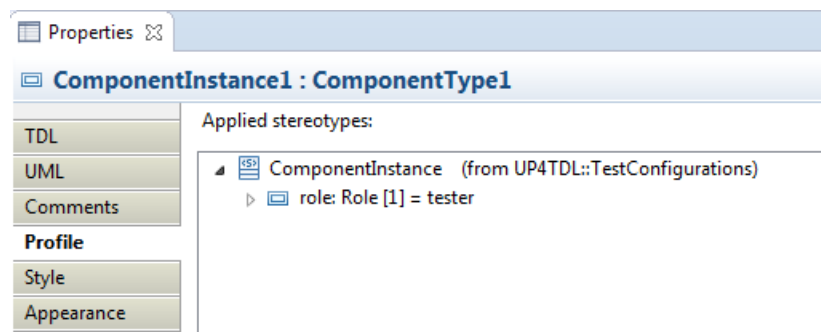 Properties
ComponentInstance1 : ComponentType1
Applied stereotypes:
TDL
UML
Comments
Profile
Style
Appearance
ComponentInstance (from UP4TDL::TestConfigurations)
role: Role [1] = tester